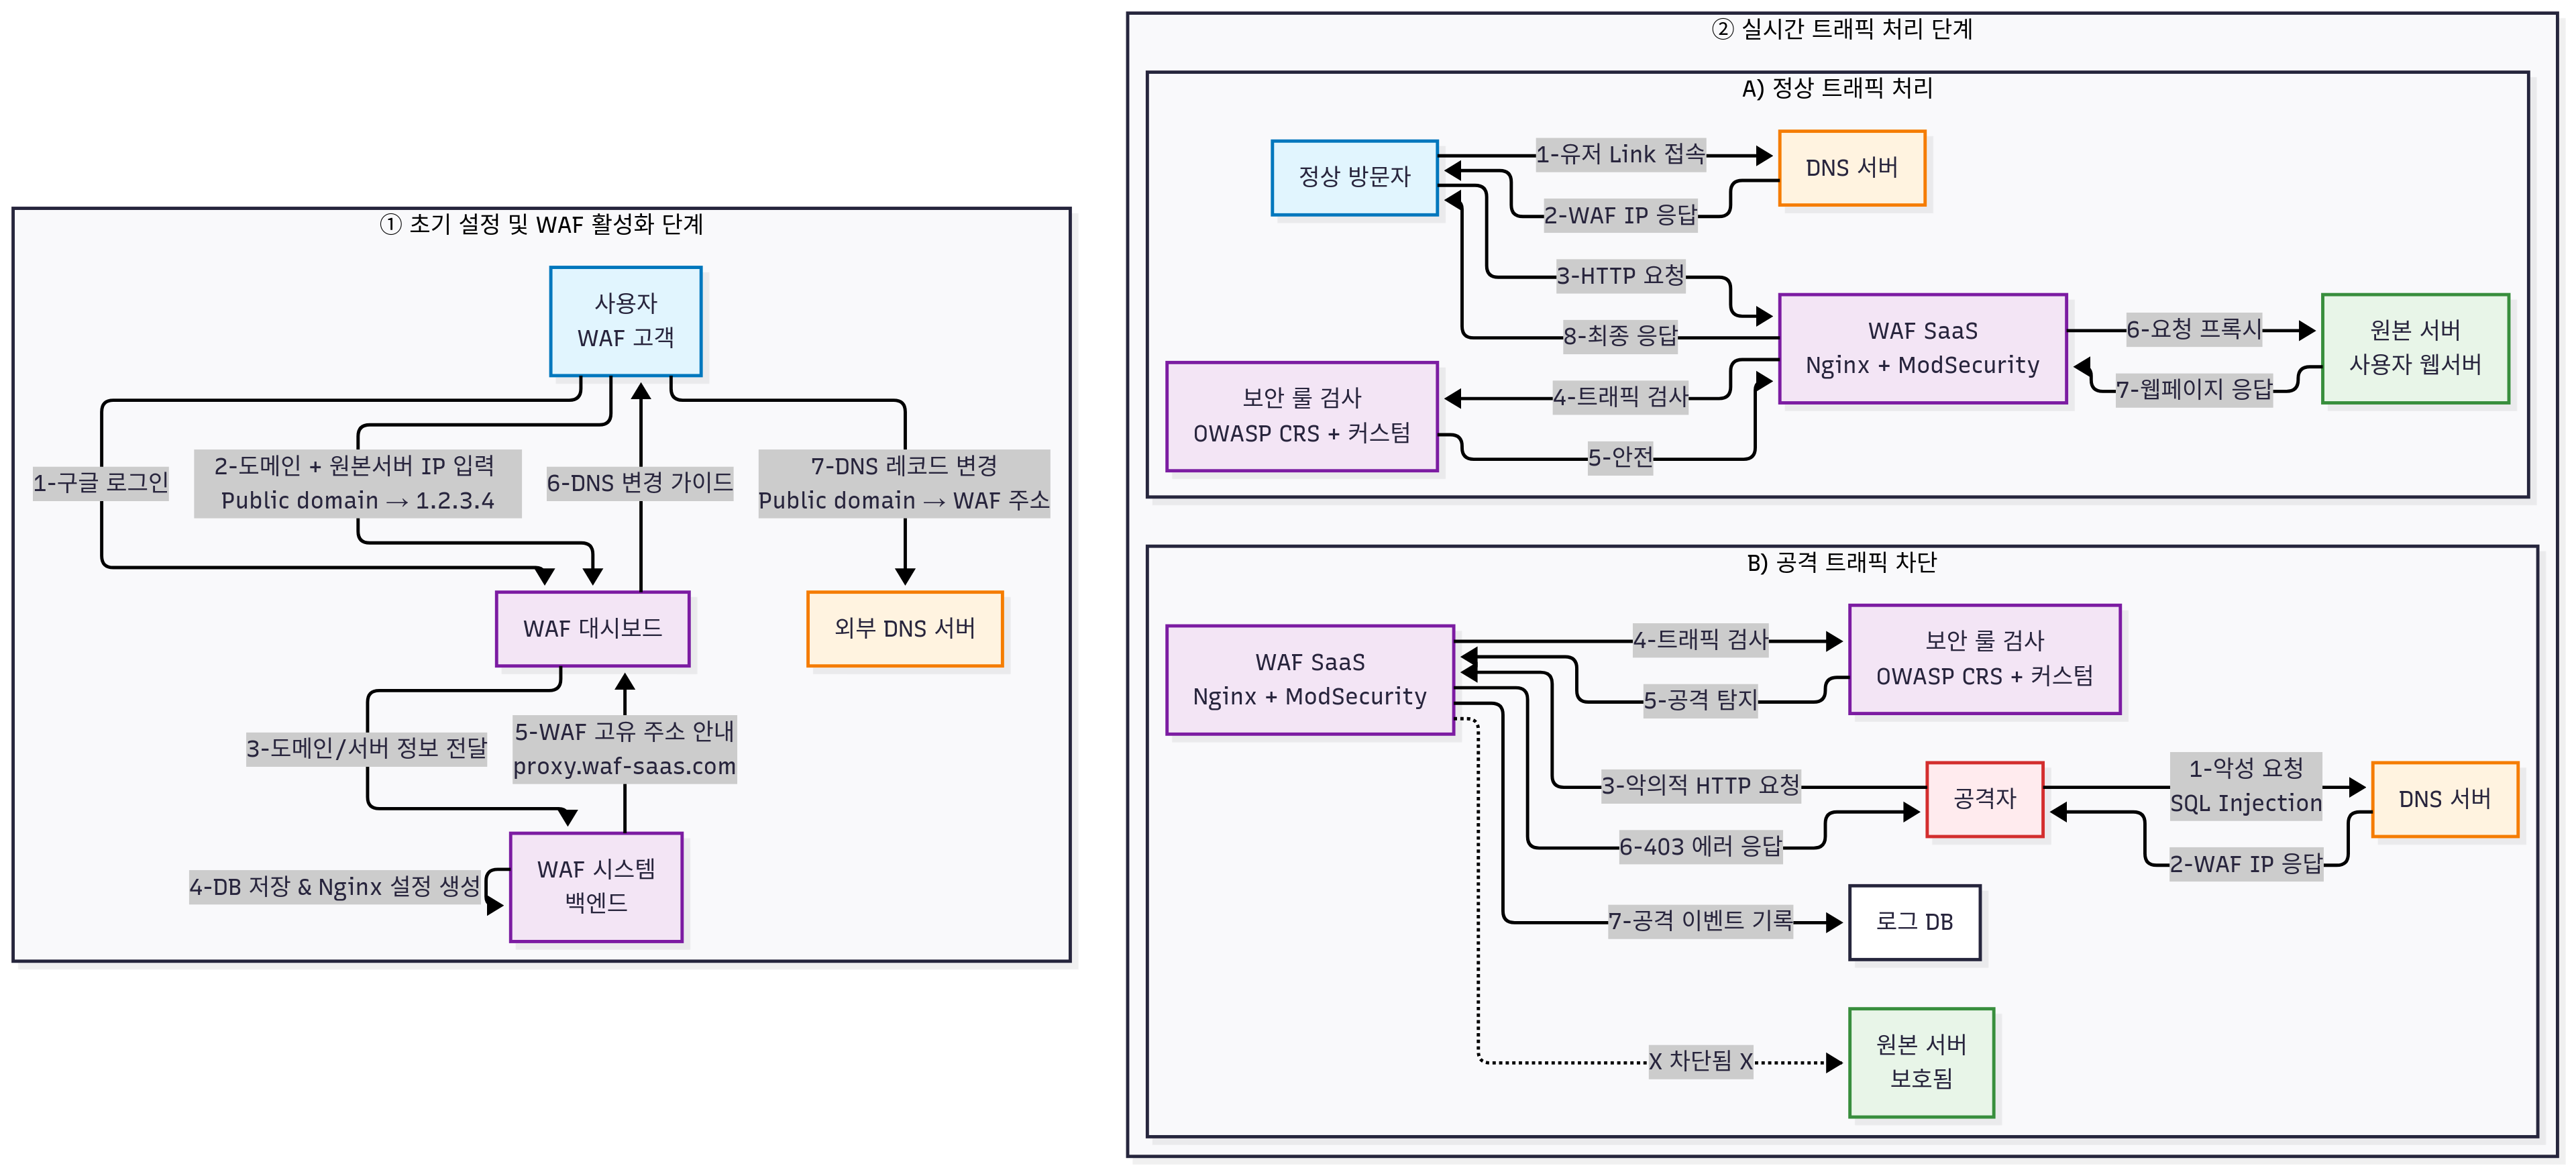 ① 초기 설정 및 WAF 활성화 단계
사용자
WAF 고객
1-구글 로그인
2-도메인 + 원본서버 IP 입력
Public domain → 1.2.3.4
6-DNS 변경 가이드
7-DNS 레코드 변경
Public domain → WAF 주소
WAF 대시보드
외부 DNS 서버
3-도메인/서버 정보 전달
5-WAF 고유 주소 안내
proxy.waf-saas.com
4-DB 저장 & Nginx 설정 생성
WAF 시스템
백엔드
② 실시간 트래픽 처리 단계
A) 정상 트래픽 처리
정상 방문자
1-유저 Link 접속
DNS 서버
2-WAF IP 응답
3-HTTP 요청
8-최종 응답
WAF SaaS
Nginx + ModSecurity
6-요청 프록시
원본 서버
사용자 웹서버
7-웹페이지 응답
보안 룰 검사
OWASP CRS + 커스텀
4-트래픽 검사
5-안전
B) 공격 트래픽 차단
WAF SaaS
Nginx + ModSecurity
4-트래픽 검사
보안 룰 검사
OWASP CRS + 커스텀
5-공격 탐지
3-악의적 HTTP 요청
공격자
1-악성 요청
SQL Injection
DNS 서버
6-403 에러 응답
2-WAF IP 응답
7-공격 이벤트 기록
로그 DB
X 차단됨 X
원본 서버
보호됨